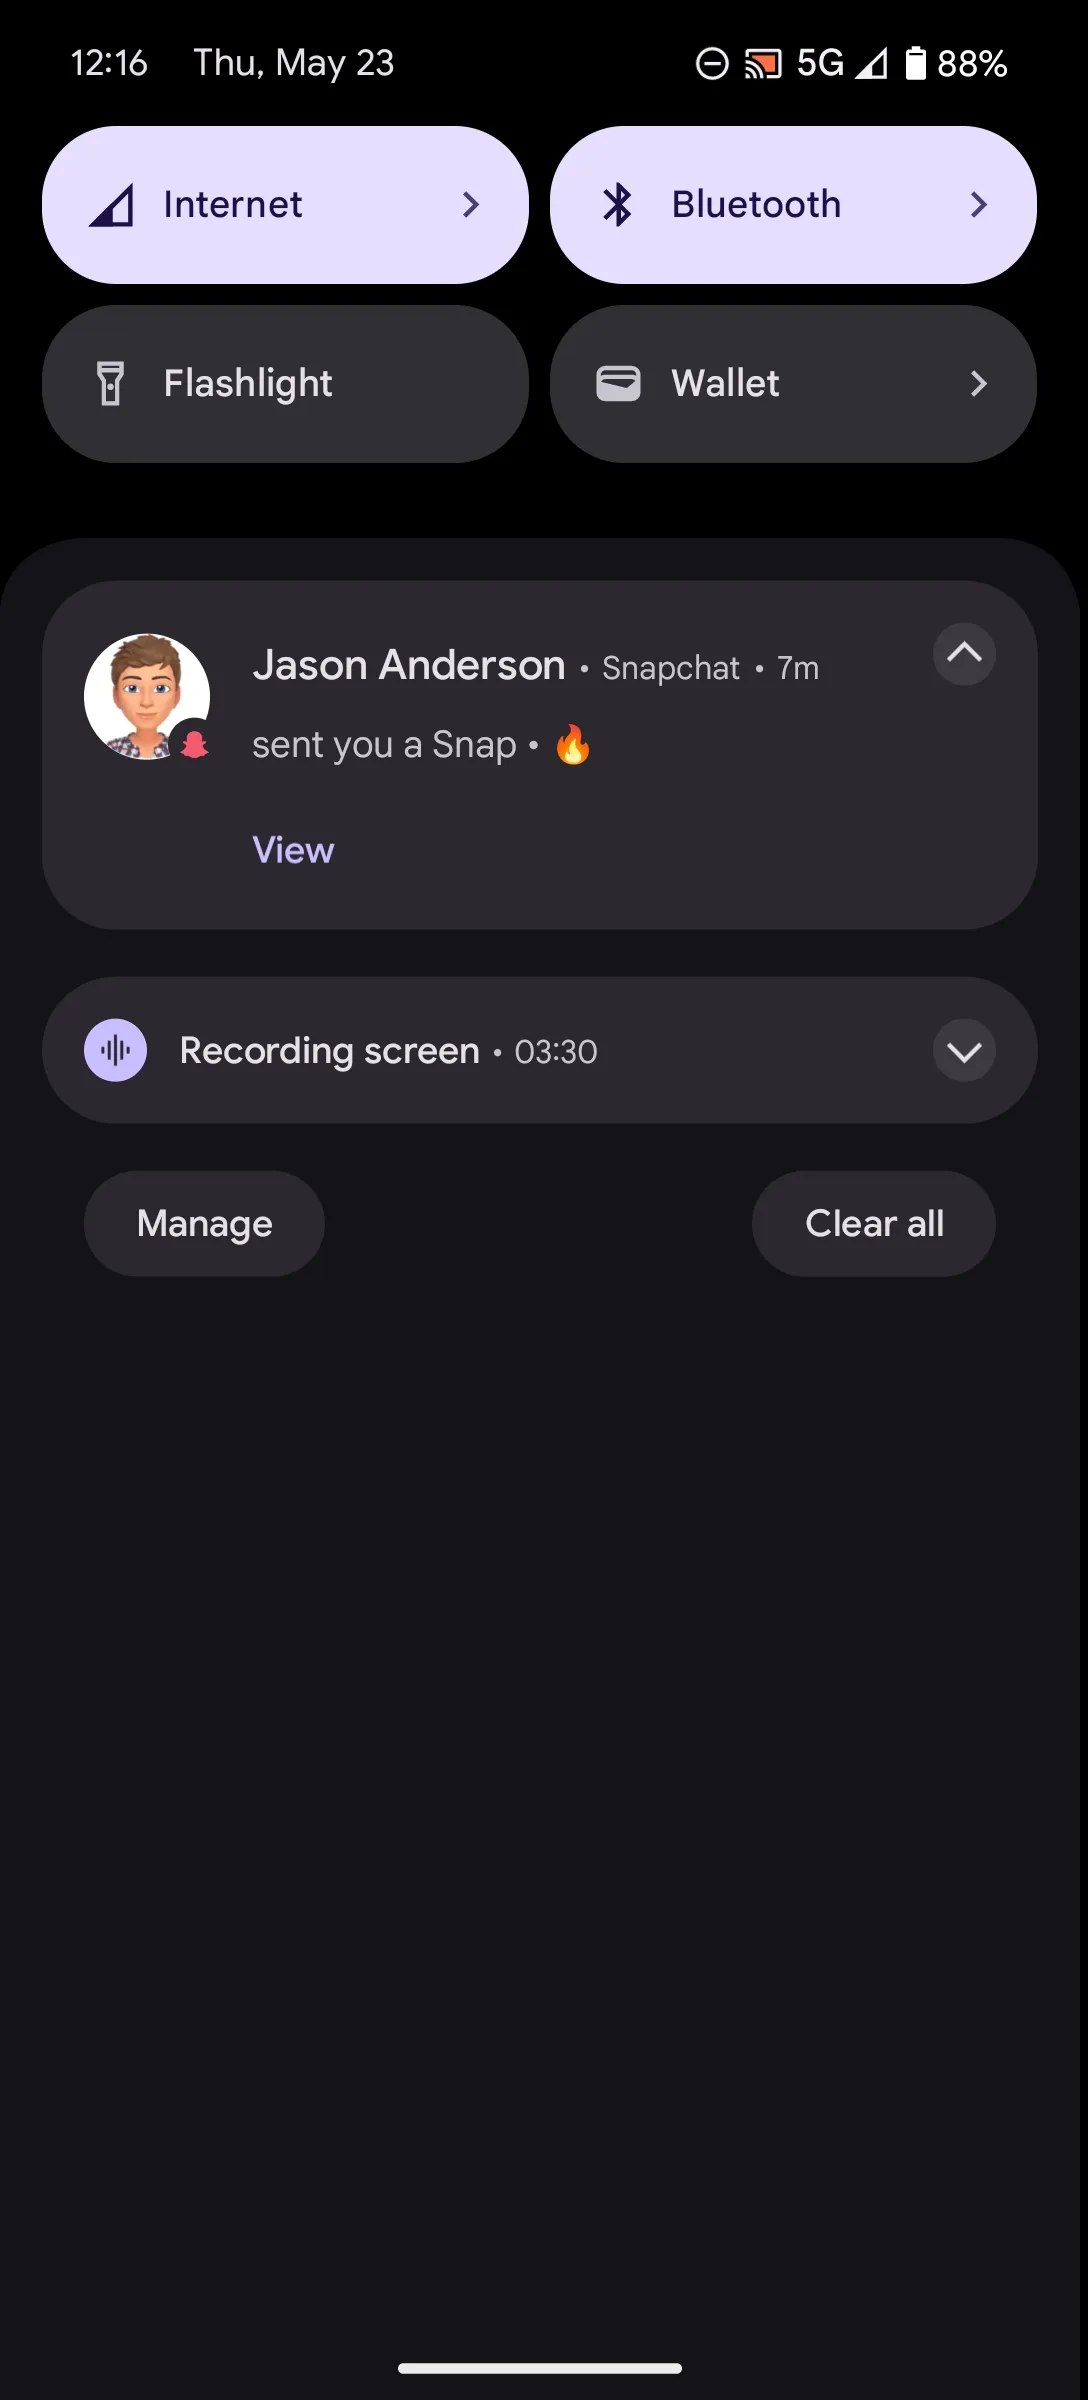 12:16 Thu, May 23 5G 88%
Internet Bluetooth
Flashlight Wallet
Jason Anderson • Snapchat • 7m
sent you a Snap • 🔥
View
Recording screen • 03:30
Manage Clear all